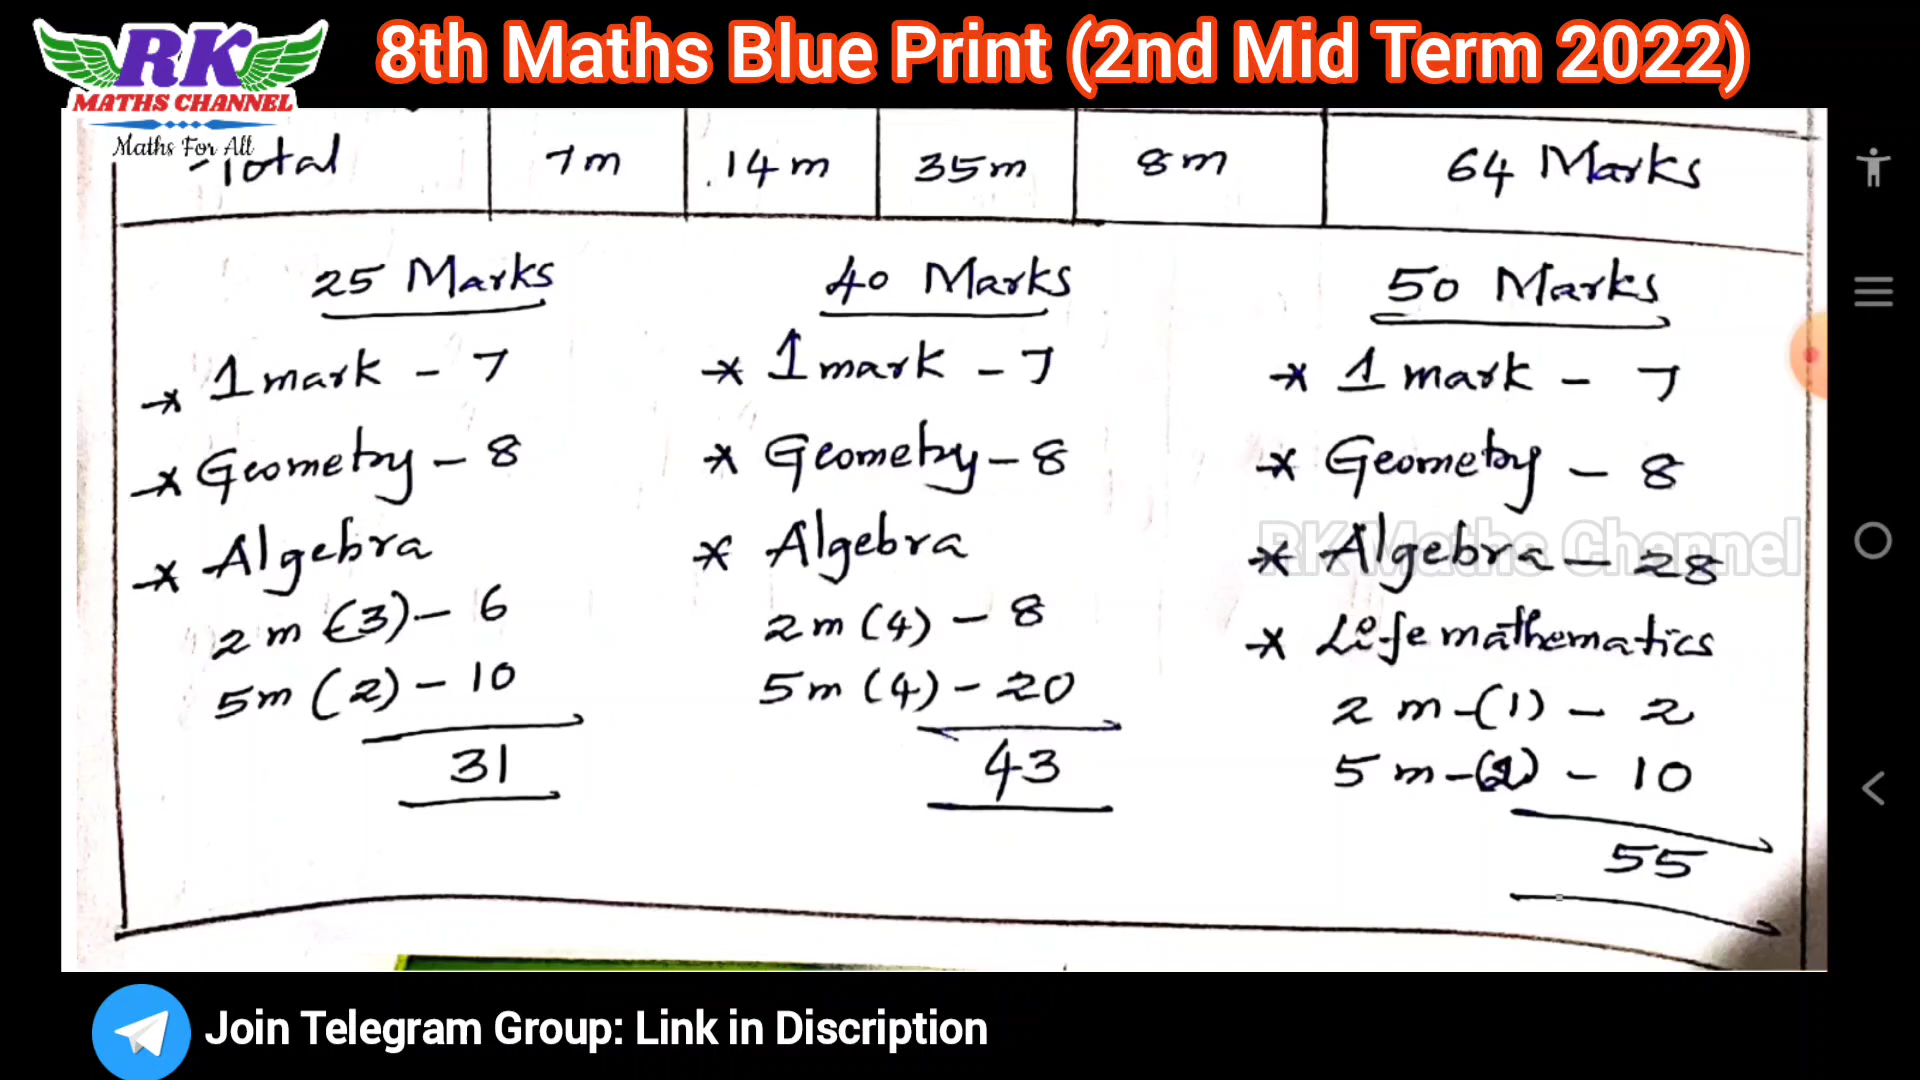 RK
MATHS CHANNEL
Maths For All
8th Maths Blue Print (2nd Mid Term 2022)
Total 7m 14m 35m 8m 64 Marks
25 Marks
* 1 mark - 7
* Geometry - 8
* Algebra
2m (3) - 6
5m (2) - 10
31
40 Marks
* 1 mark - 7
* Geometry - 8
* Algebra
2m (4) - 8
5m (4) - 20
43
50 Marks
* 1 mark - 7
* Geometry - 8
* Algebra - 28
* Life mathematics
2 m - (1) - 2
5 m - (2) - 10
55
RK Maths Channel
Join Telegram Group: Link in Discription